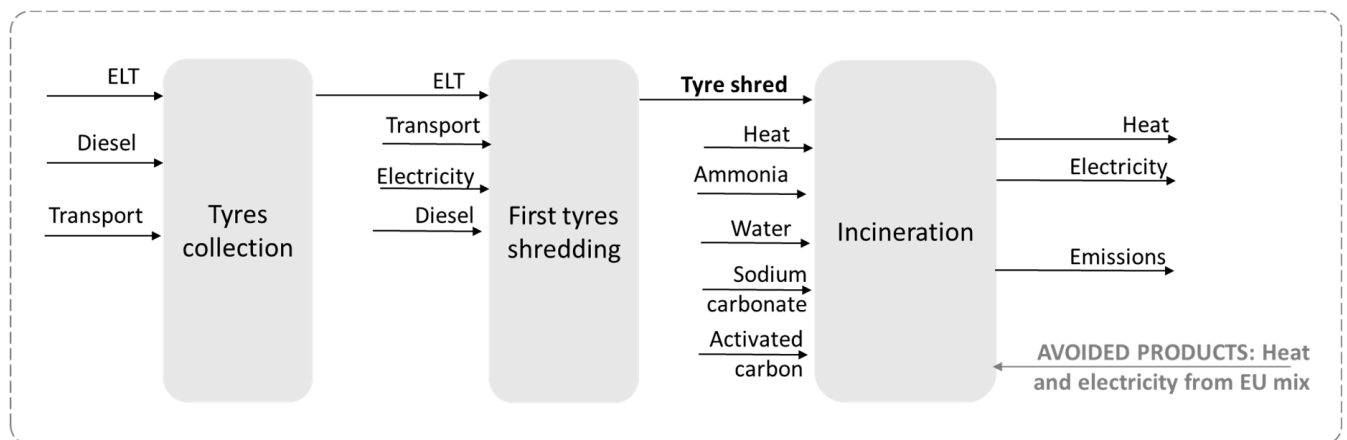 ELT
Diesel
Transport
Tyres
collection
ELT
Transport
Electricity
Diesel
First tyres
shredding
Tyre shred
Heat
Ammonia
Water
Sodium
carbonate
Activated
carbon
Incineration
Heat
Electricity
Emissions
AVOIDED PRODUCTS: Heat
and electricity from EU mix